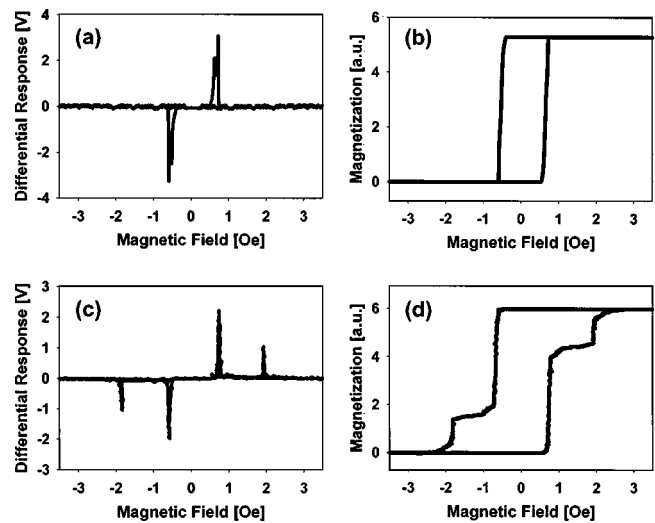 (a)
Differential Response [V]
4
2
0
-2
-4
-3 -2 -1 0 1 2 3
Magnetic Field [Oe]
(b)
Magnetization [a.u.]
6
4
2
0
-3 -2 -1 0 1 2 3
Magnetic Field [Oe]
(c)
Differential Response [V]
3
2
1
0
-1
-2
-3
-3 -2 -1 0 1 2 3
Magnetic Field [Oe]
(d)
Magnetization [a.u.]
6
4
2
0
-3 -2 -1 0 1 2 3
Magnetic Field [Oe]